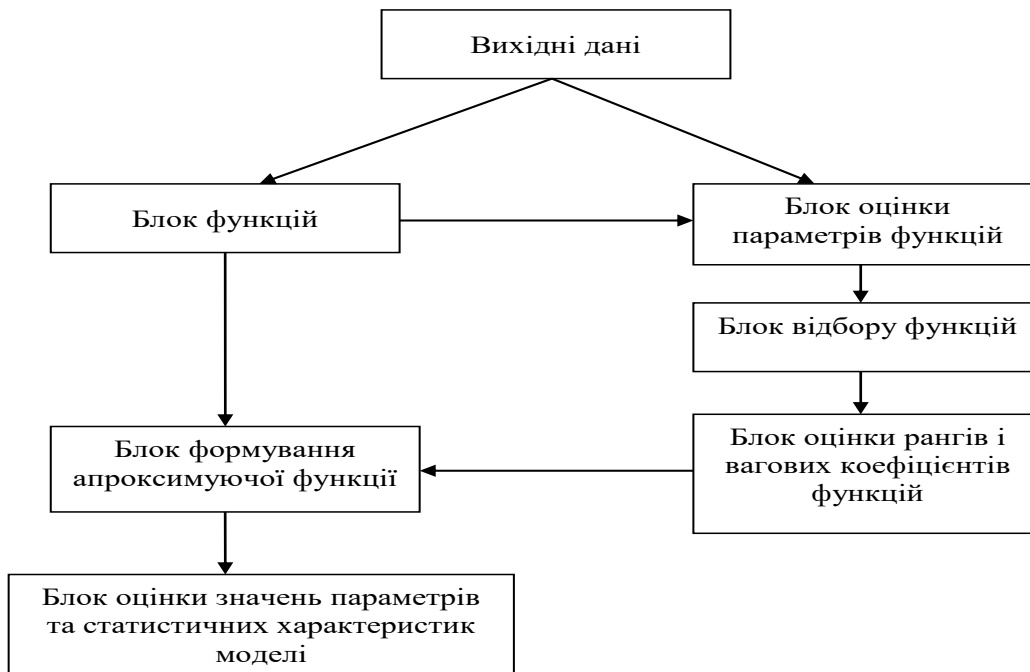 Вихідні дані
Блок функцій
Блок оцінки
параметрів функцій
Блок відбору функцій
Блок формування
апроксимуючої функції
Блок оцінки рангів і
вагових коефіцієнтів
функцій
Блок оцінки значень параметрів
та статистичних характеристик
моделі